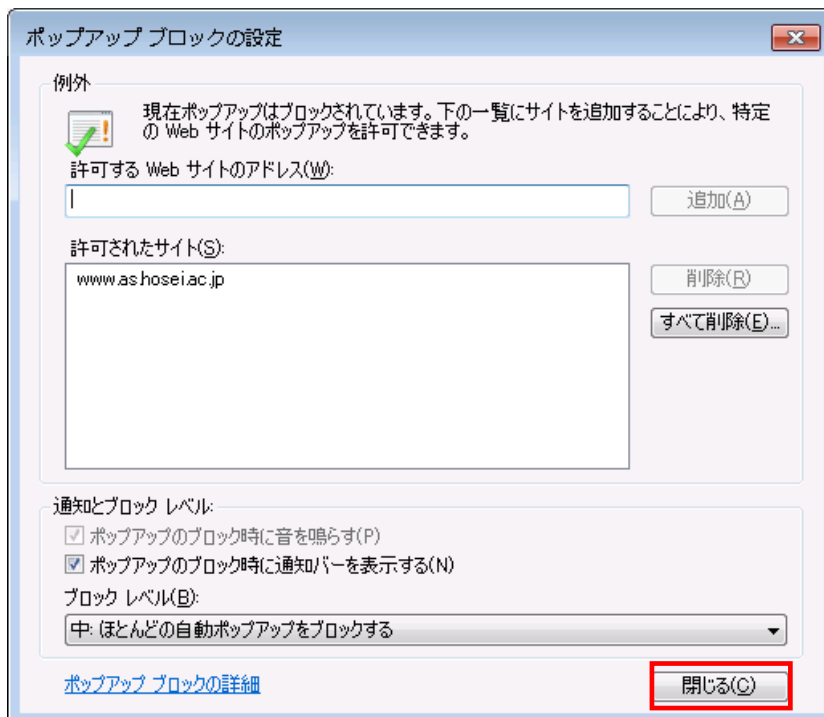 ポップアップ ブロックの設定
例外
現在ポップアップはブロックされています。下の一覧にサイトを追加することにより、特定
の Web サイトのポップアップを許可できます。
許可する Web サイトのアドレス(W):
追加(A)
許可されたサイト(S):
www.as.hosei.ac.jp
削除(R)
すべて削除(E)...
通知とブロック レベル:
ポップアップのブロック時に音を鳴らす(P)
ポップアップのブロック時に通知バーを表示する(N)
ブロック レベル(B):
中: ほとんどの自動ポップアップをブロックする
ポップアップ ブロックの詳細
閉じる(C)